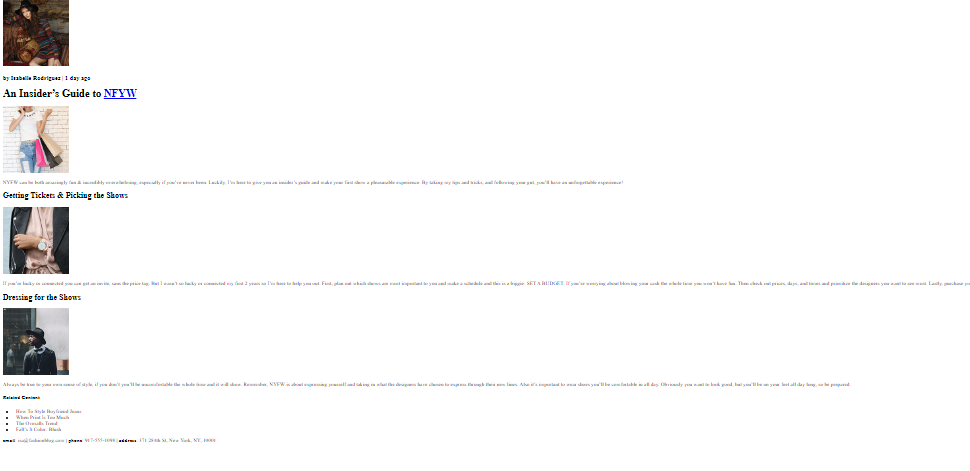 by Isabelle Rodriguez | 1 day ago
An Insider's Guide to NFYW
NYFW can be both amazingly fun & incredibly overwhelming, especially if you've never been. Luckily, I'm here to give you an insider's guide and make your first show a pleasurable experience. By taking my tips and tricks, and following your gut, you'll have an unforgettable experience!
Getting Tickets & Picking the Shows
If you're lucky or connected you can get an invite, sans the price tag. But I wasn't so lucky or connected my first 2 years so I'm here to help you out. First, plan out which shows are most important to you and make a schedule and this is a biggie: SET A BUDGET. If you're worrying about blowing your cash the whole time you won't have fun. Then check out prices, days, and times and prioritize the designers you want to see most. Lastly, purchase yo
Dressing for the Shows
Always be true to your own sense of style, if you don't you'll be uncomfortable the whole time and it will show. Remember, NYFW is about expressing yourself and taking in what the designers have chosen to express through their new lines. Also it's important to wear shoes you'll be comfortable in all day. Obviously you want to look good, but you'll be on your feet all day long, so be prepared.
Related Content
How To Style Boyfriend Jeans
When Print Is Too Much
The Overalls Trend
Fall's It Color: Blush
email: @fashionblog.com | phone: 917-555-1098 | address: 371 284th St, New York, NY, 10001